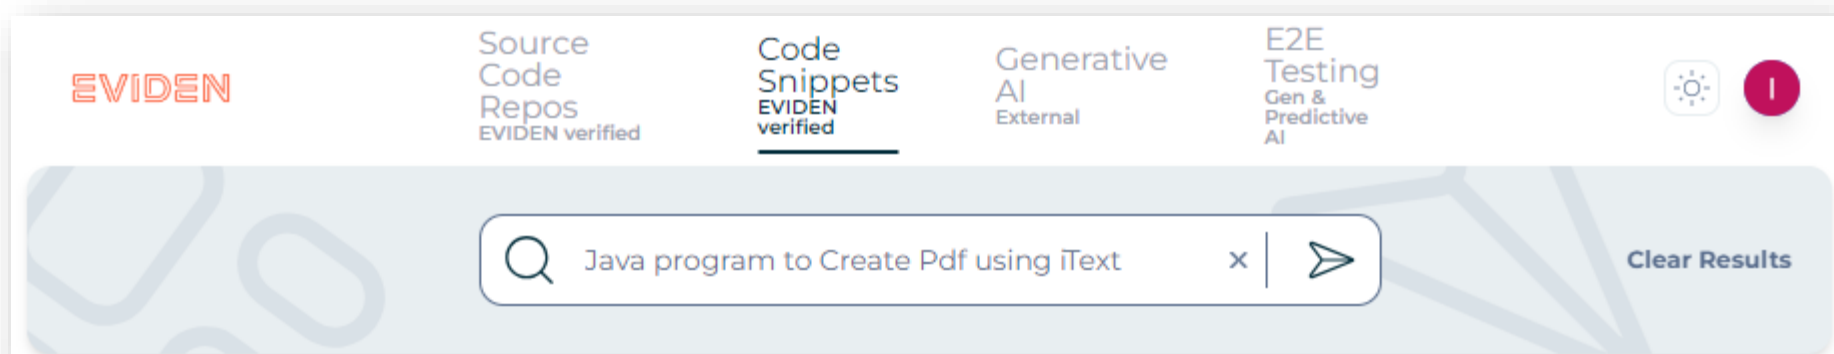 EVIDEN
Source
Code
Repos
EVIDEN verified
Code
Snippets
EVIDEN
verified
Generative
AI
External
E2E
Testing
Gen &
Predictive
AI
I
Java program to Create Pdf using iText
Clear Results